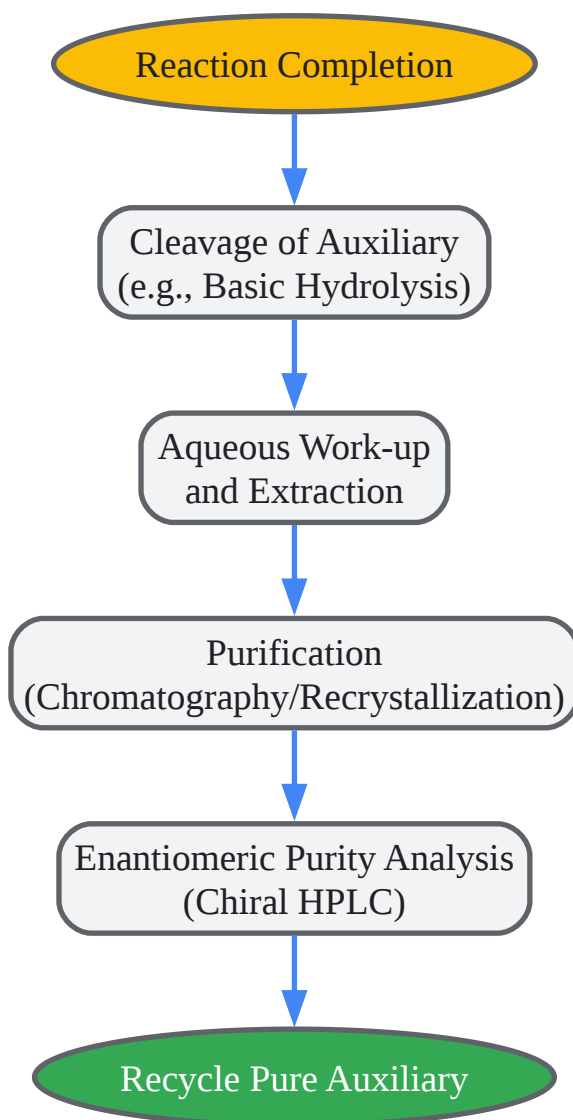 Reaction Completion
Cleavage of Auxiliary
(e.g., Basic Hydrolysis)
Aqueous Work-up
and Extraction
Purification
(Chromatography/Recrystallization)
Enantiomeric Purity Analysis
(Chiral HPLC)
Recycle Pure Auxiliary